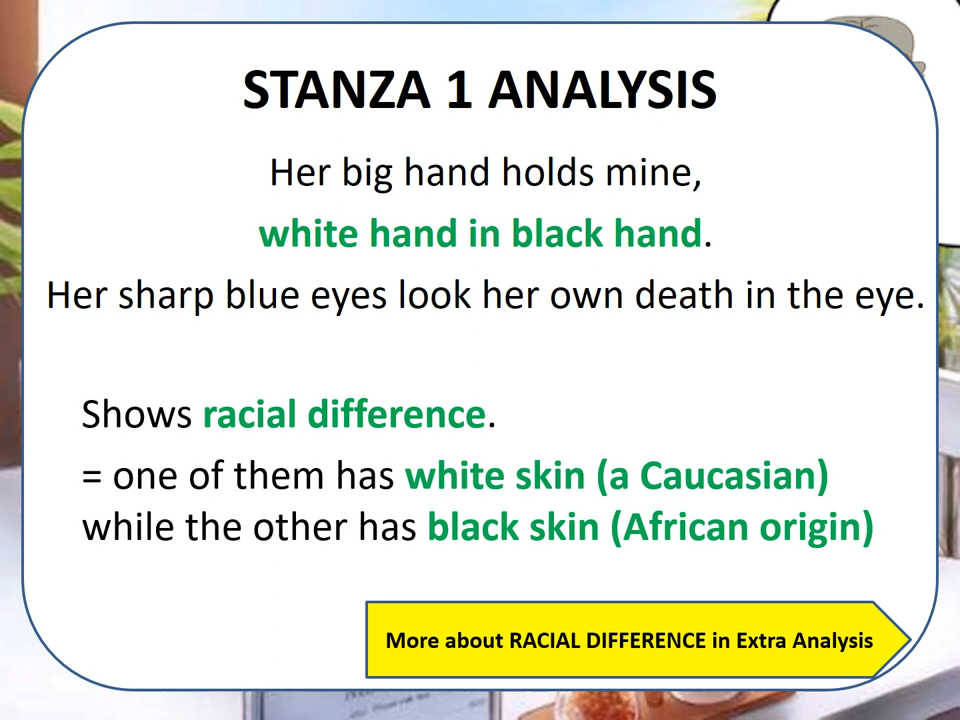 STANZA 1 ANALYSIS
Her big hand holds mine,
white hand in black hand.
Her sharp blue eyes look her own death in the eye.
Shows racial difference.
= one of them has white skin (a Caucasian)
while the other has black skin (African origin)
More about RACIAL DIFFERENCE in Extra Analysis